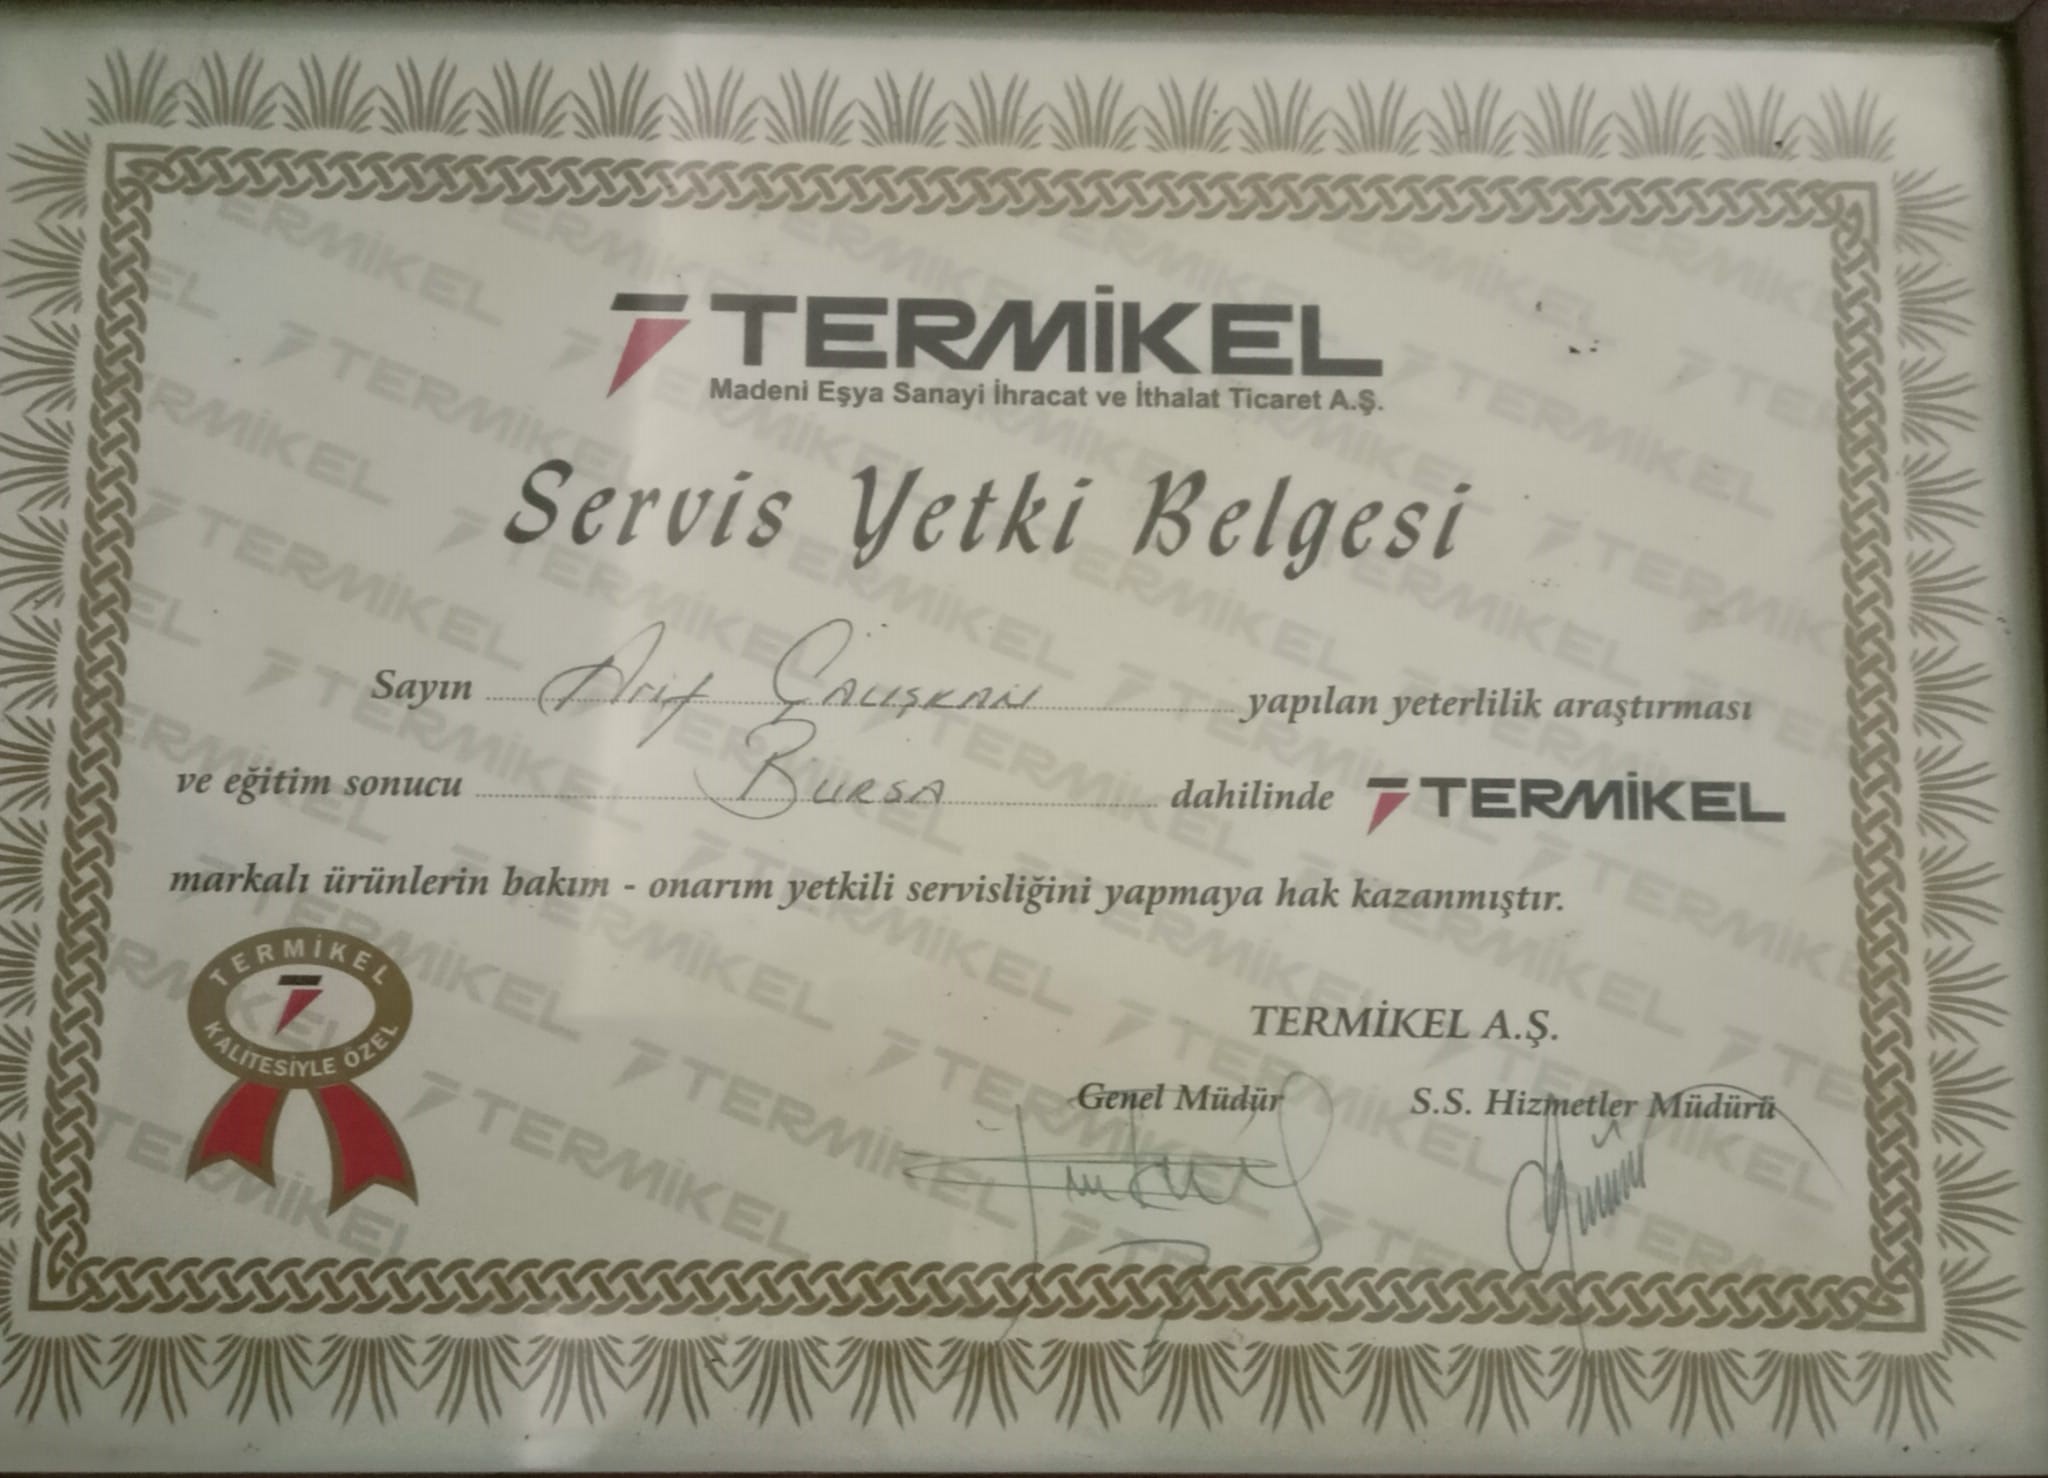 TERMİKEL
Madeni Eşya Sanayi İhracat ve İthalat Ticaret A.Ş.
Servis Yetki Belgesi
Sayın Arif ÇALIŞKAN yapılan yeterlilik araştırması
ve eğitim sonucu BURSA dahilinde TERMİKEL
markalı ürünlerin bakım - onarım yetkili servisliğini yapmaya hak kazanmıştır.
TERMİKEL
KALİTESİYLE ÖZEL
TERMİKEL A.Ş.
Genel Müdür S.S. Hizmetler Müdürü